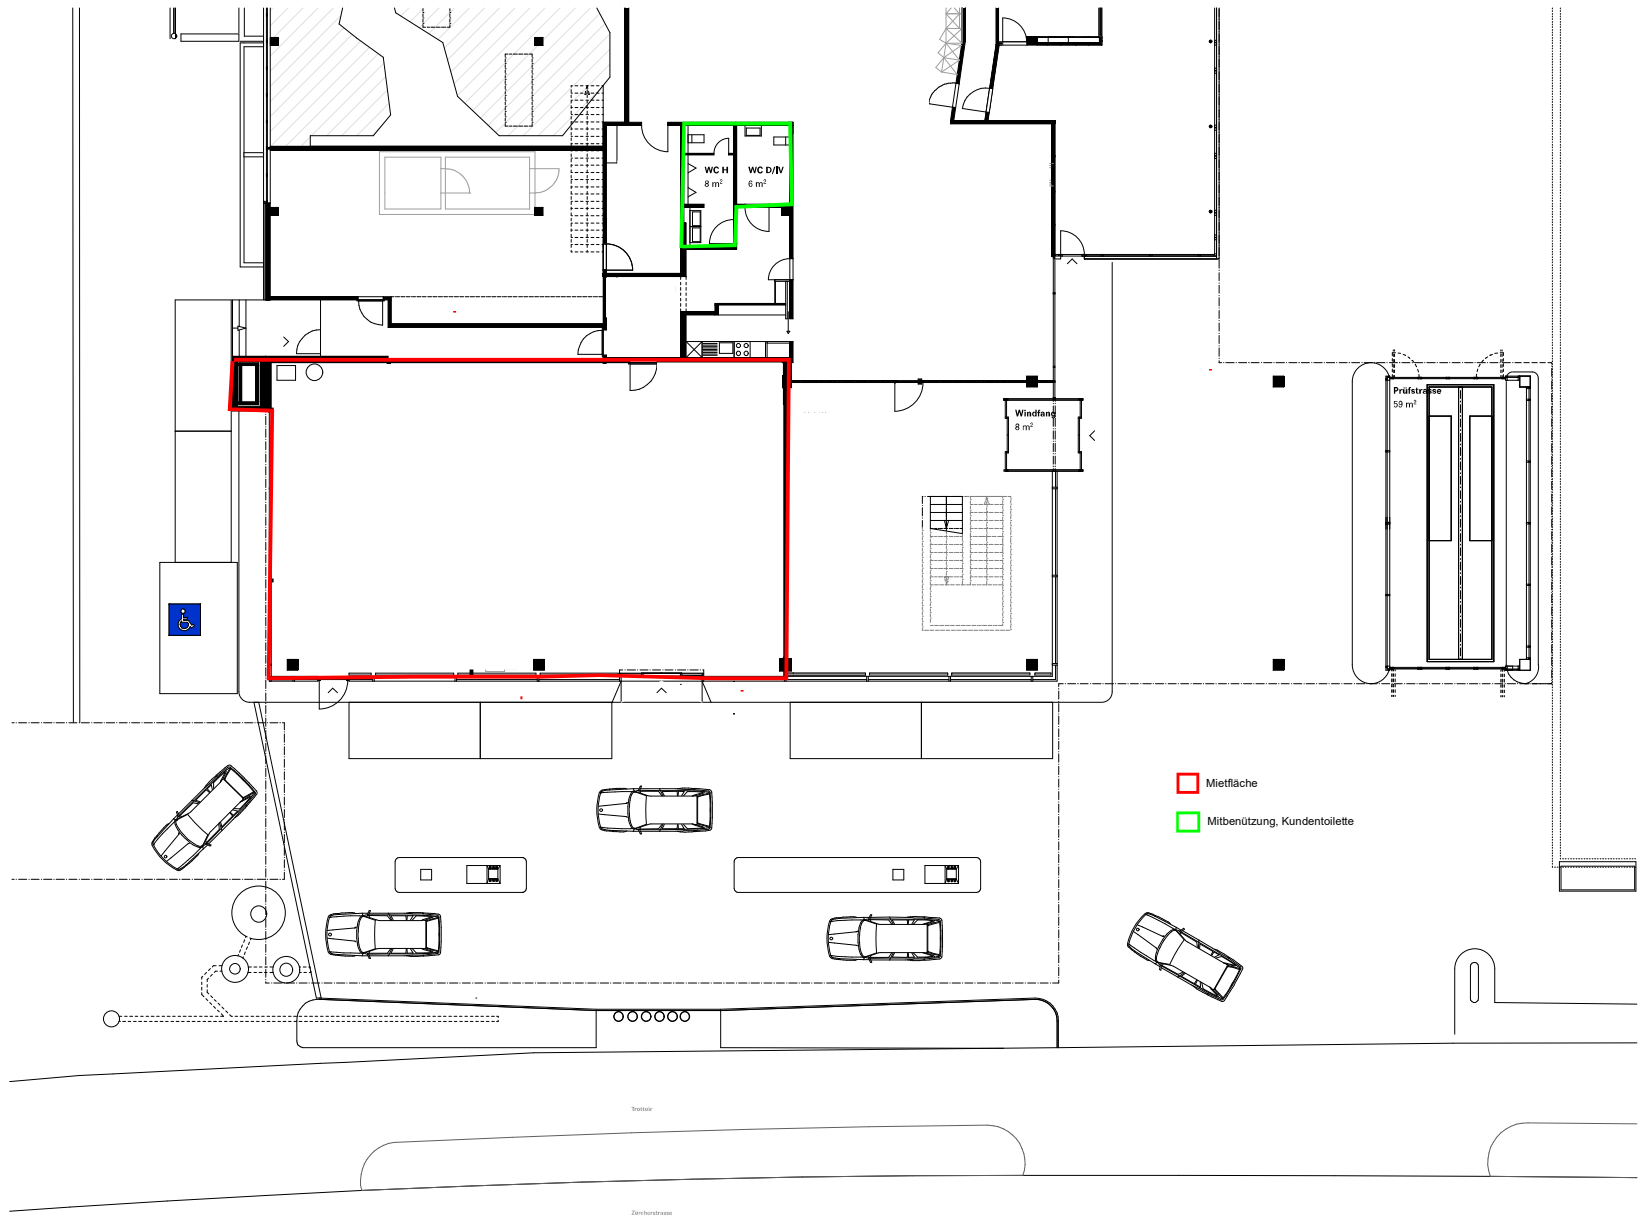 WC H
8 m²
WC D/IV
6 m²
Prüfstrasse
59 m²
Windfang
8 m²
Mietfläche
Mitbenützung, Kundentoilette
Trottoir
Zürcherstrasse